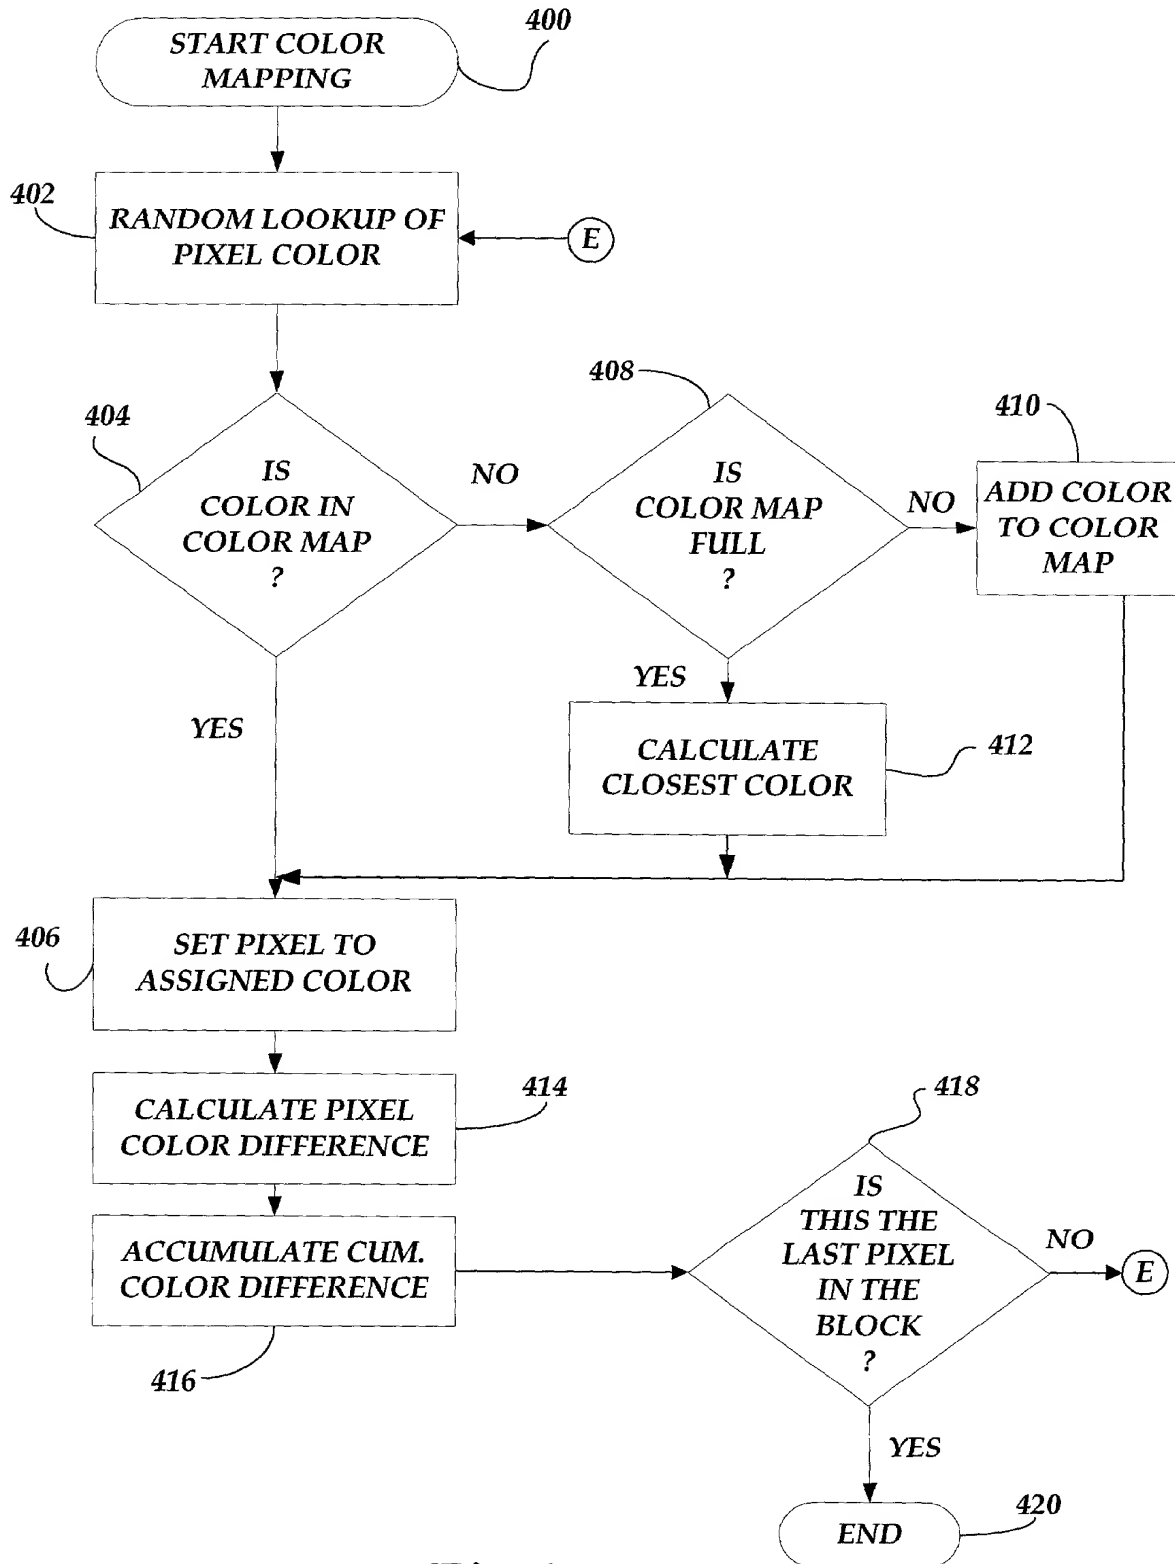 START COLOR
MAPPING
400
402
RANDOM LOOKUP OF
PIXEL COLOR
E
404
IS
COLOR IN
COLOR MAP
?
NO
408
IS
COLOR MAP
FULL
?
NO
410
ADD COLOR
TO COLOR
MAP
YES
YES
CALCULATE
CLOSEST COLOR
412
406
SET PIXEL TO
ASSIGNED COLOR
CALCULATE PIXEL
COLOR DIFFERENCE
414
ACCUMULATE CUM.
COLOR DIFFERENCE
416
418
IS
THIS THE
LAST PIXEL
IN THE
BLOCK
?
NO
E
YES
END
420